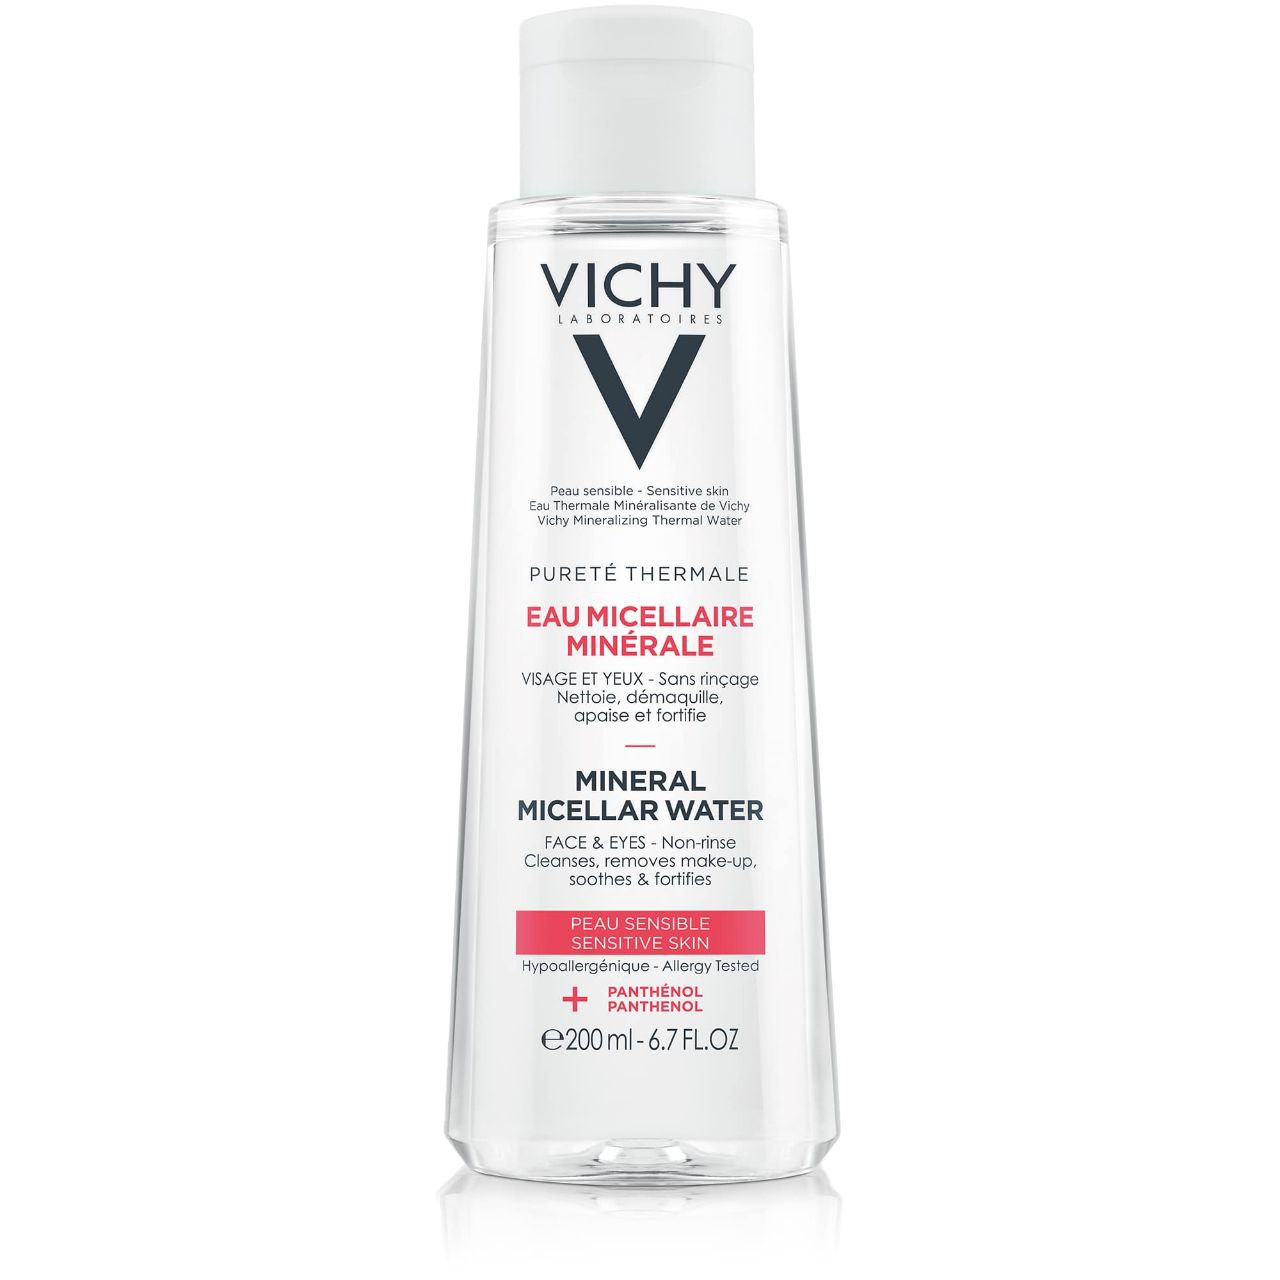 VICHY
LABORATOIRES
V
Peau sensible - Sensitive skin
Eau Thermale Minéralisante de Vichy
Vichy Mineralizing Thermal Water
PURETÉ THERMALE
EAU MICELLAIRE
MINÉRALE
VISAGE ET YEUX - Sans rinçage
Nettoie, démaquille,
apaise et fortifie
MINERAL
MICELLAR WATER
FACE & EYES - Non-rinse
Cleanses, removes make-up,
soothes & fortifies
PEAU SENSIBLE
SENSITIVE SKIN
Hypoallergénique - Allergy Tested
+ PANTHÉNOL
PANTHENOL
℮200 ml - 6.7 FL.OZ